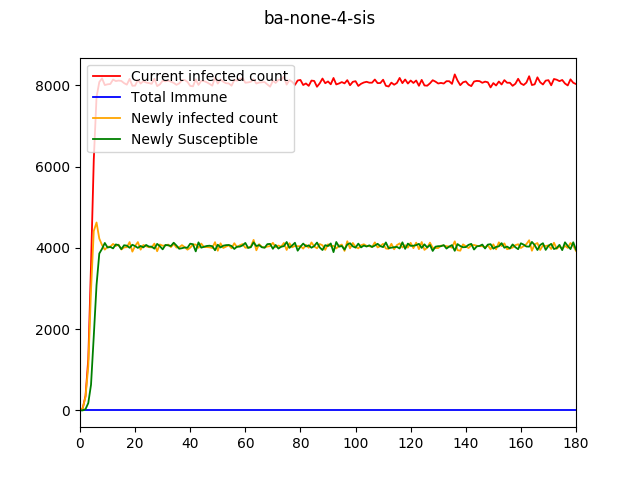 ba-none-4-sis
Current infected count
Total Immune
Newly infected count
Newly Susceptible
8000
6000
4000
2000
0
0 20 40 60 80 100 120 140 160 180